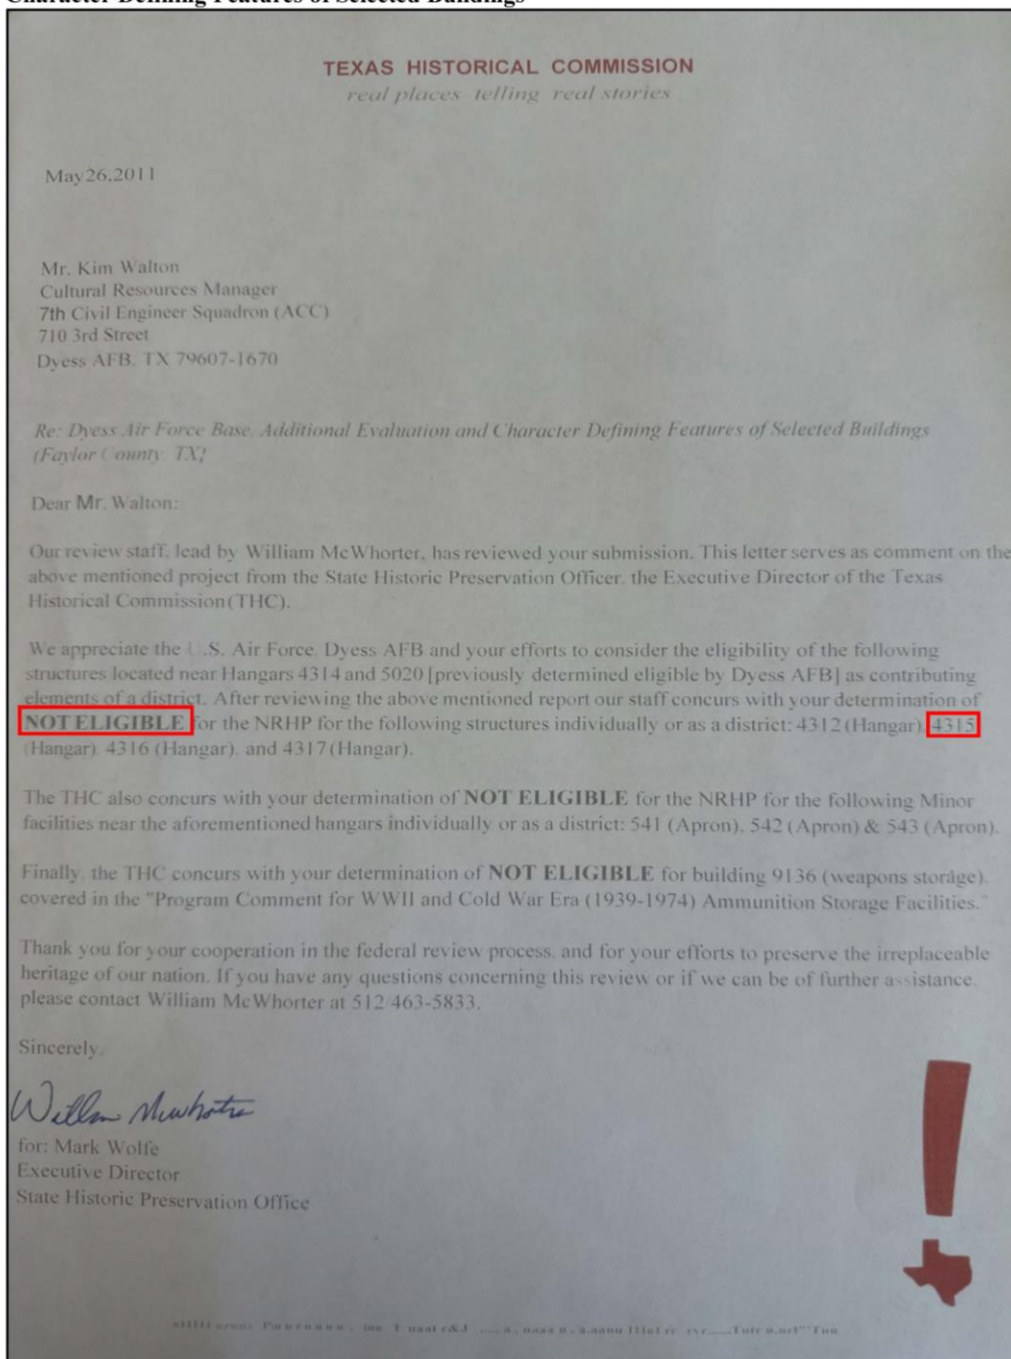 Character Defining Features of Selected Buildings
TEXAS HISTORICAL COMMISSION
real places telling real stories
May26,2011
Mr. Kim Walton
Cultural Resources Manager
7th Civil Engineer Squadron (ACC)
710 3rd Street
Dyess AFB. TX 79607-1670
Re: Dyess Air Force Base, Additional Evaluation and Character Defining Features of Selected Buildings
(Faylor County TX}
Dear Mr. Walton:
Our review staff, lead by William McWhorter, has reviewed your submission. This letter serves as comment on the
above mentioned project from the State Historic Preservation Officer, the Executive Director of the Texas
Historical Commission(THC).
We appreciate the U.S. Air Force, Dyess AFB and your efforts to consider the eligibility of the following
structures located near Hangars 4314 and 5020 [previously determined eligible by Dyess AFB] as contributing
elements of a district. After reviewing the above mentioned report our staff concurs with your determination of
NOT ELIGIBLE for the NRHP for the following structures individually or as a district: 4312 (Hangar), 4315
(Hangar), 4316 (Hangar), and 4317(Hangar).
The THC also concurs with your determination of NOT ELIGIBLE for the NRHP for the following Minor
facilities near the aforementioned hangars individually or as a district: 541 (Apron), 542 (Apron) & 543 (Apron).
Finally, the THC concurs with your determination of NOT ELIGIBLE for building 9136 (weapons storage),
covered in the "Program Comment for WWII and Cold War Era (1939-1974) Ammunition Storage Facilities."
Thank you for your cooperation in the federal review process, and for your efforts to preserve the irreplaceable
heritage of our nation. If you have any questions concerning this review or if we can be of further assistance,
please contact William McWhorter at 512 463-5833.
Sincerely,
for: Mark Wolfe
Executive Director
State Historic Preservation Office